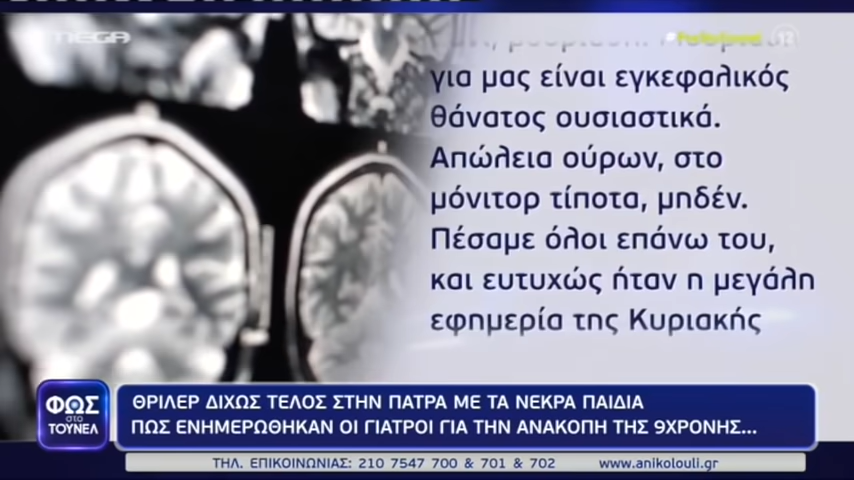 MEGA
12
για μας είναι εγκεφαλικός
θάνατος ουσιαστικά.
Απώλεια ούρων, στο
μόνιτορ τίποτα, μηδέν.
Πέσαμε όλοι επάνω του,
και ευτυχώς ήταν η μεγάλη
εφημερία της Κυριακής
ΦΩΣ
στο
ΤΟΥΝΕΛ
ΘΡΙΛΕΡ ΔΙΧΩΣ ΤΕΛΟΣ ΣΤΗΝ ΠΑΤΡΑ ΜΕ ΤΑ ΝΕΚΡΑ ΠΑΙΔΙΑ
ΠΩΣ ΕΝΗΜΕΡΩΘΗΚΑΝ ΟΙ ΓΙΑΤΡΟΙ ΓΙΑ ΤΗΝ ΑΝΑΚΟΠΗ ΤΗΣ 9ΧΡΟΝΗΣ...
ΤΗΛ. ΕΠΙΚΟΙΝΩΝΙΑΣ: 210 7547 700 & 701 & 702 www.anikolouli.gr